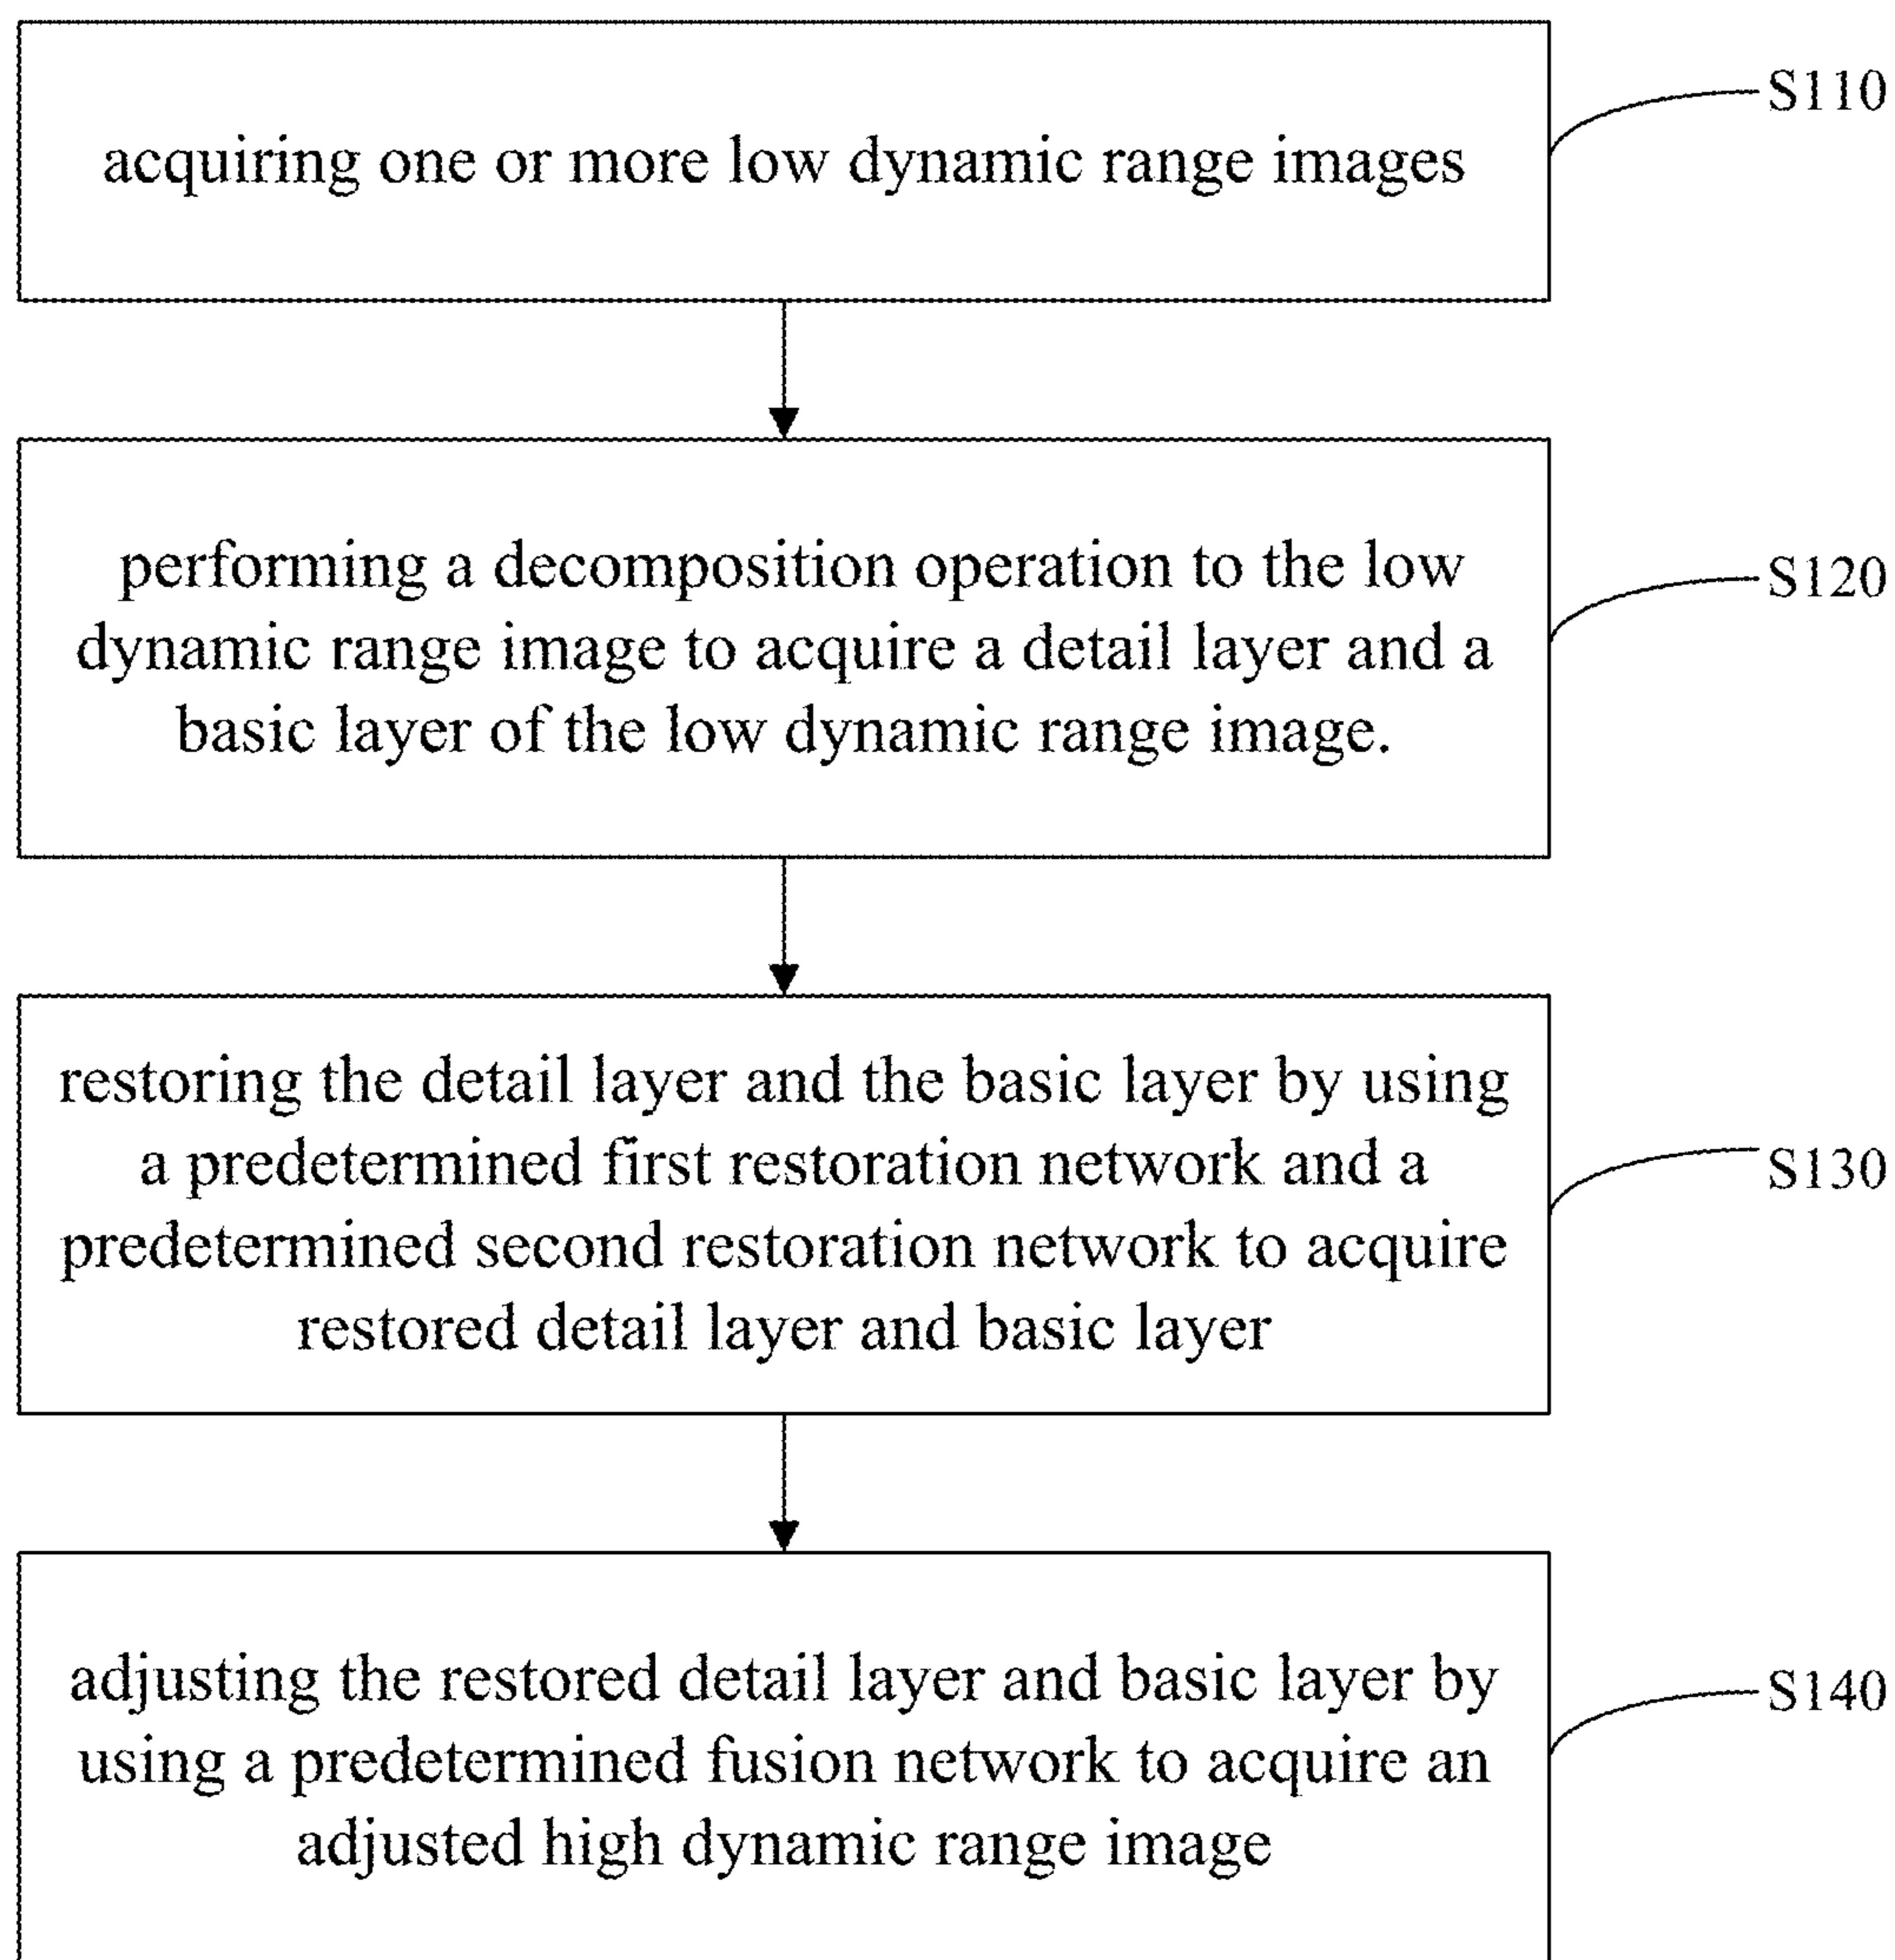 acquiring one or more low dynamic range images
S110
performing a decomposition operation to the low
dynamic range image to acquire a detail layer and a
basic layer of the low dynamic range image.
S120
restoring the detail layer and the basic layer by using
a predetermined first restoration network and a
predetermined second restoration network to acquire
restored detail layer and basic layer
S130
adjusting the restored detail layer and basic layer by
using a predetermined fusion network to acquire an
adjusted high dynamic range image
S140